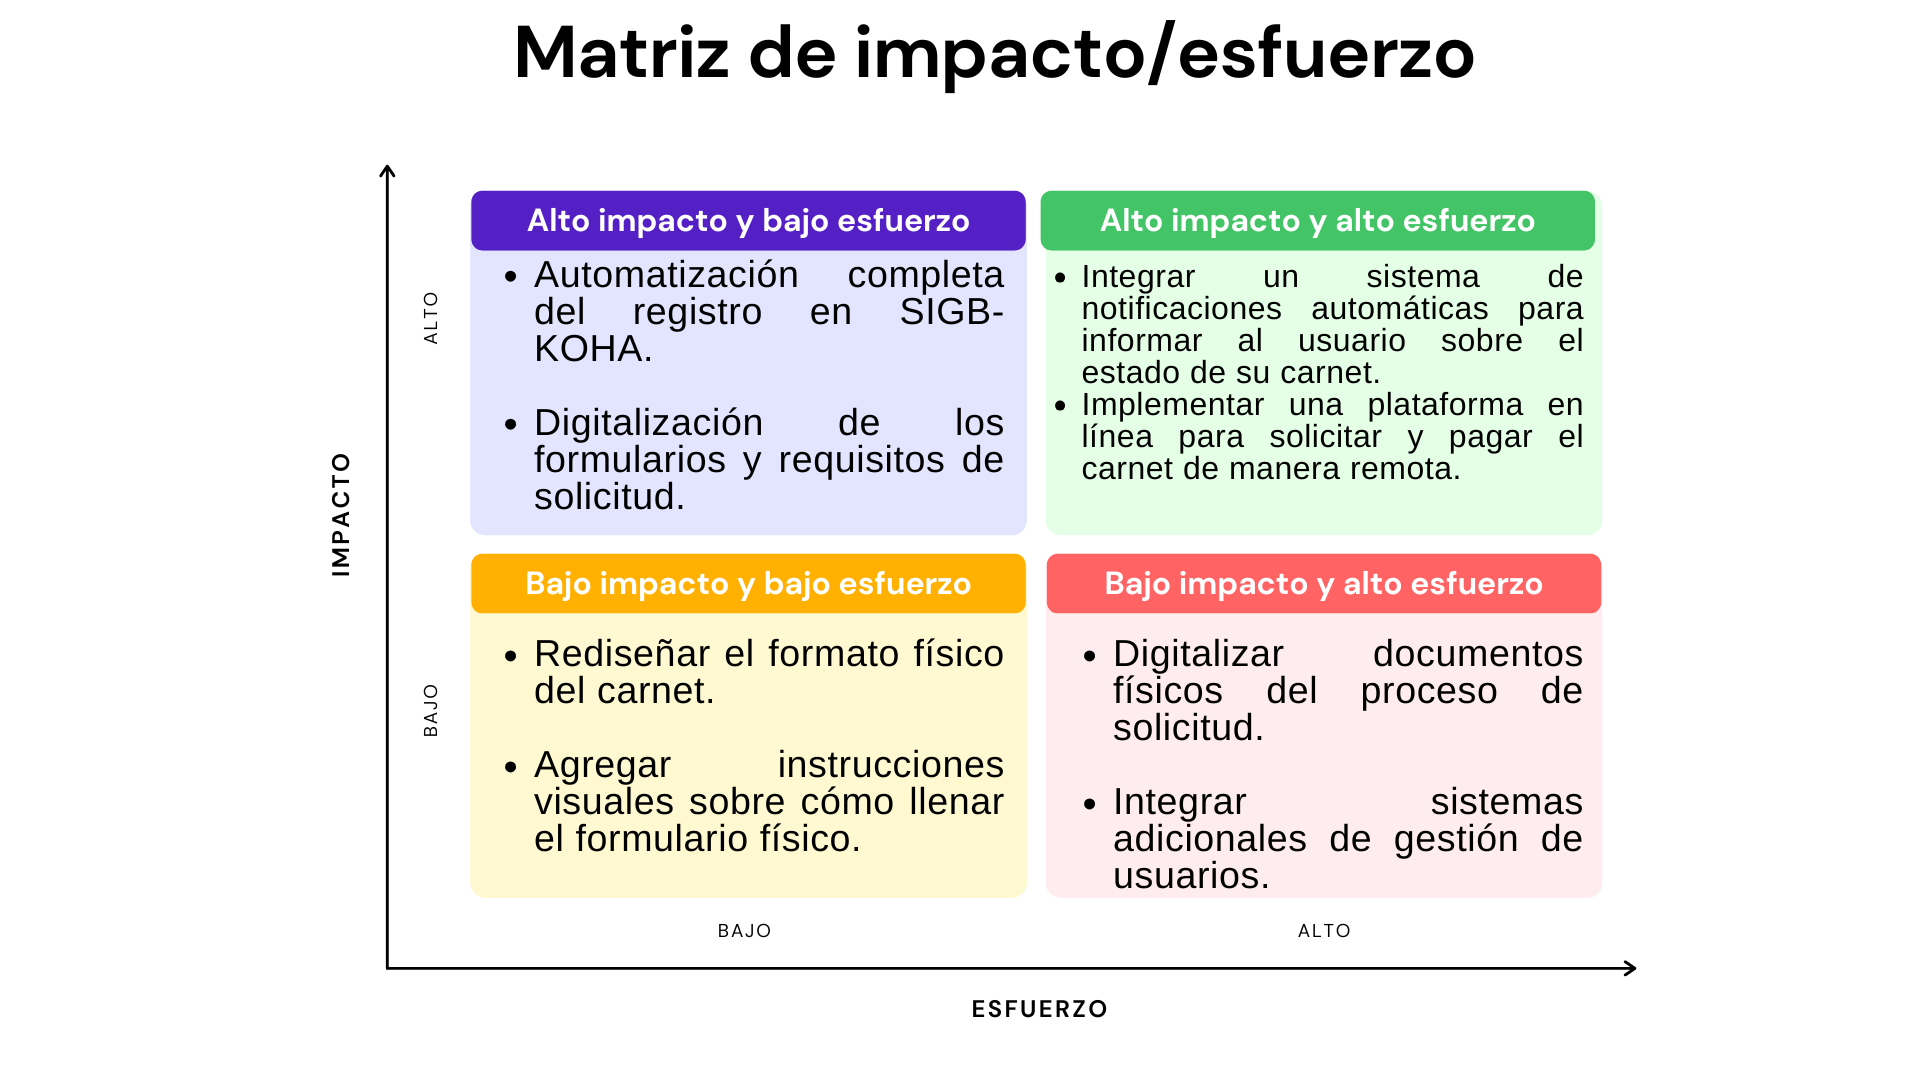 Matriz de impacto/esfuerzo
IMPACTO
ALTO
Alto impacto y bajo esfuerzo
Automatización completa
del registro en SIGB-
KOHA.
Digitalización de los
formularios y requisitos de
solicitud.
Alto impacto y alto esfuerzo
Integrar un sistema de
notificaciones automáticas para
informar al usuario sobre el
estado de su carnet.
Implementar una plataforma en
línea para solicitar y pagar el
carnet de manera remota.
BAJO
Bajo impacto y bajo esfuerzo
Rediseñar el formato físico
del carnet.
Agregar instrucciones
visuales sobre cómo llenar
el formulario físico.
Bajo impacto y alto esfuerzo
Digitalizar documentos
físicos del proceso de
solicitud.
Integrar sistemas
adicionales de gestión de
usuarios.
BAJO
ALTO
ESFUERZO